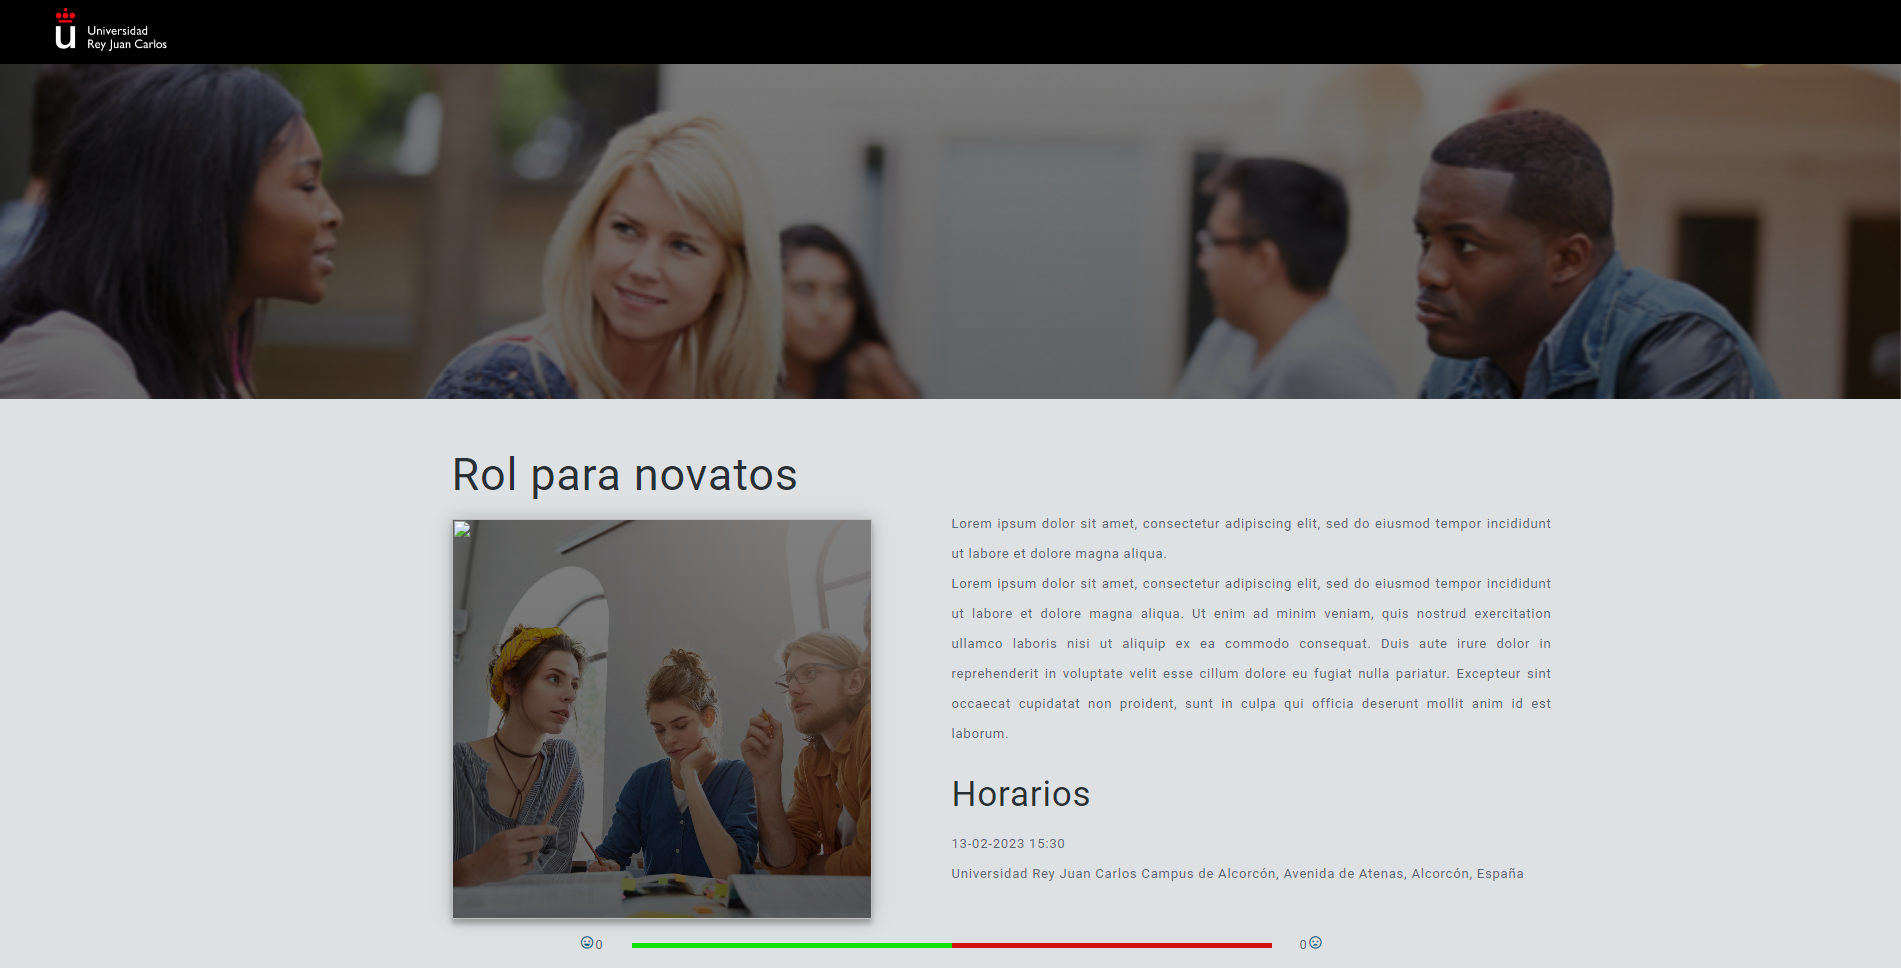 Universidad
Rey Juan Carlos
Rol para novatos
Lorem ipsum dolor sit amet, consectetur adipiscing elit, sed do eiusmod tempor incididunt
ut labore et dolore magna aliqua.
Lorem ipsum dolor sit amet, consectetur adipiscing elit, sed do eiusmod tempor incididunt
ut labore et dolore magna aliqua. Ut enim ad minim veniam, quis nostrud exercitation
ullamco laboris nisi ut aliquip ex ea commodo consequat. Duis aute irure dolor in
reprehenderit in voluptate velit esse cillum dolore eu fugiat nulla pariatur. Excepteur sint
occaecat cupidatat non proident, sunt in culpa qui officia deserunt mollit anim id est
laborum.
Horarios
13-02-2023 15:30
Universidad Rey Juan Carlos Campus de Alcorcón, Avenida de Atenas, Alcorcón, España
0
0